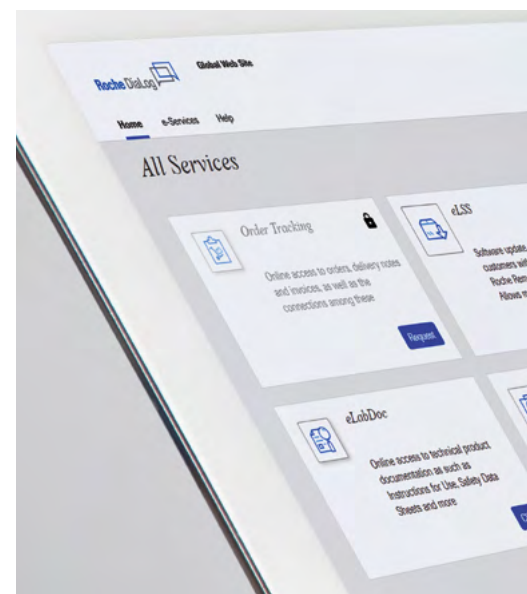 Roche DiaLog
Global Web Site
Home e-Services Help
All Services
Order Tracking
Online access to orders, delivery notes
and invoices, as well as the
connections among these
Request
eLSS
Software update
customers with
Roche Rem
Allows m
eLabDoc
Online access to technical product
documentation as such as
Instructions for Use, Safety Data
Sheets and more